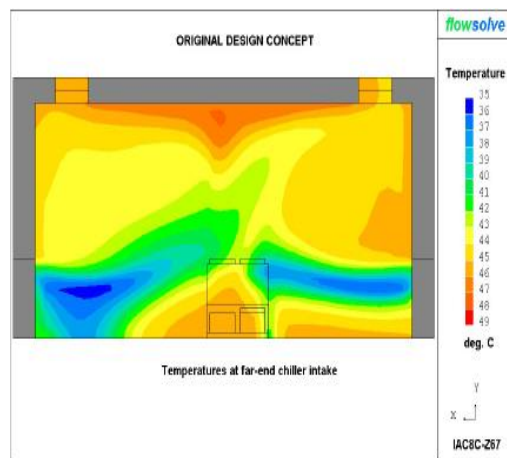 ORIGINAL DESIGN CONCEPT
flowsolve
Temperature
35
36
37
38
39
40
41
42
43
44
45
46
47
48
49
deg. C
Temperatures at far-end chiller intake
Y
X
IAC8C-Z67